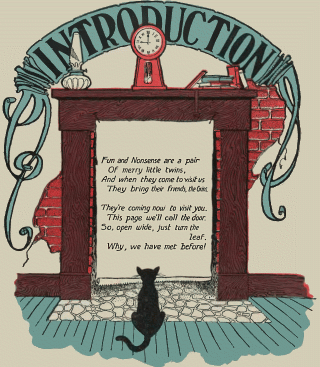 INTRODUCTION
Fun and Nonsense are a pair
Of merry little twins,
And when they come to visit us
They bring their friends, the Grins.
They're coming now to visit you.
This page we'll call the door.
So, open wide, just turn the
leaf.
Why, we have met before!